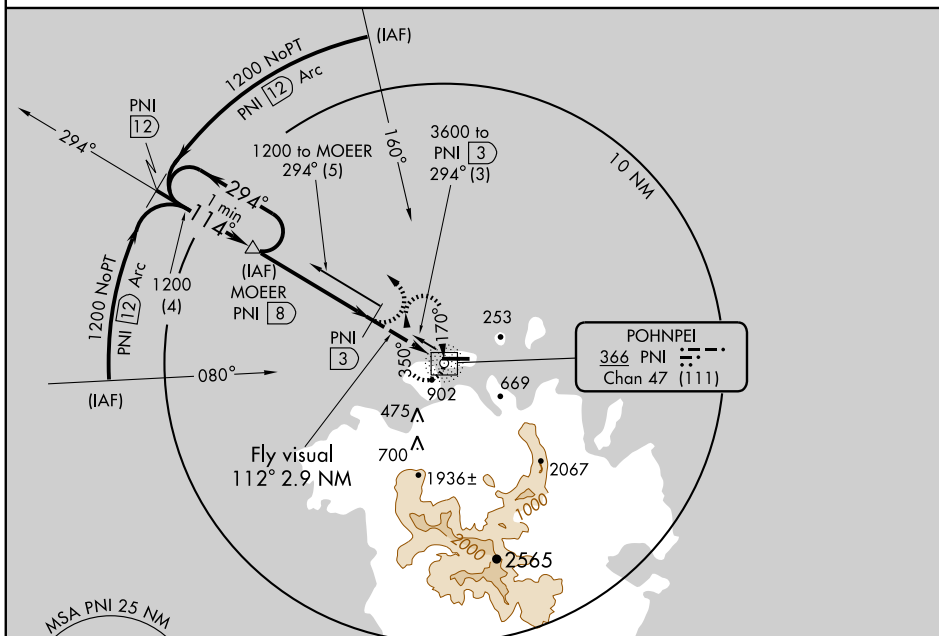 (IAF)
1200 NoPT
PNI 12 Arc
PNI
12
294°
160°
1200 to MOEER
294° (5)
3600 to
PNI 3
294° (3)
10 NM
294°
1 min
114°
(IAF)
MOEER
PNI 8
1200 NoPT
PNI 12 Arc
1200
(4)
PNI
3
350°
170°
253
POHNPEI
366 PNI
Chan 47 (111)
080°
(IAF)
902
669
475
700
Fly visual
112° 2.9 NM
1936±
2067
1000
2000
2565
MSA PNI 25 NM